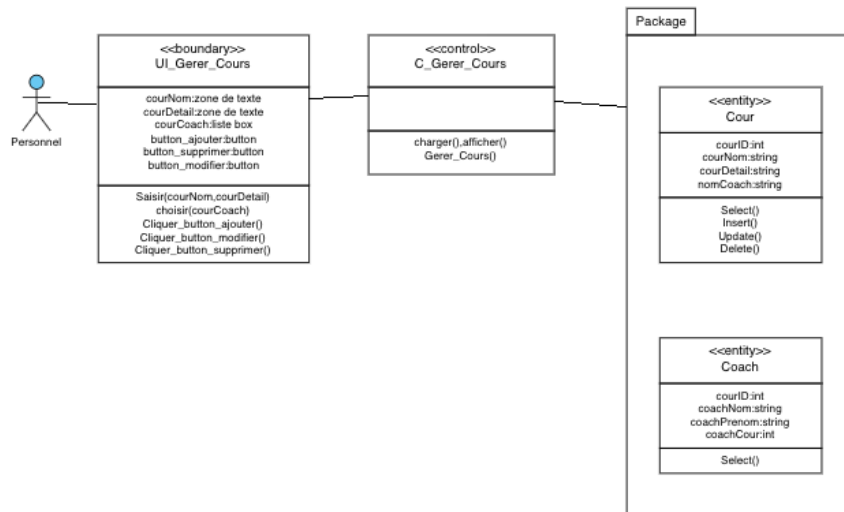 Personnel
<<boundary>>
UI_Gerer_Cours
courNom:zone de texte
courDetail:zone de texte
courCoach:liste box
button_ajouter:button
button_supprimer:button
button_modifier:button
Saisir(courNom,courDetail)
choisir(courCoach)
Cliquer_button_ajouter()
Cliquer_button_modifier()
Cliquer_button_supprimer()
<<control>>
C_Gerer_Cours
charger(),afficher()
Gerer_Cours()
Package
<<entity>>
Cour
courID:int
courNom:string
courDetail:string
nomCoach:string
Select()
Insert()
Update()
Delete()
<<entity>>
Coach
courID:int
coachNom:string
coachPrenom:string
coachCour:int
Select()